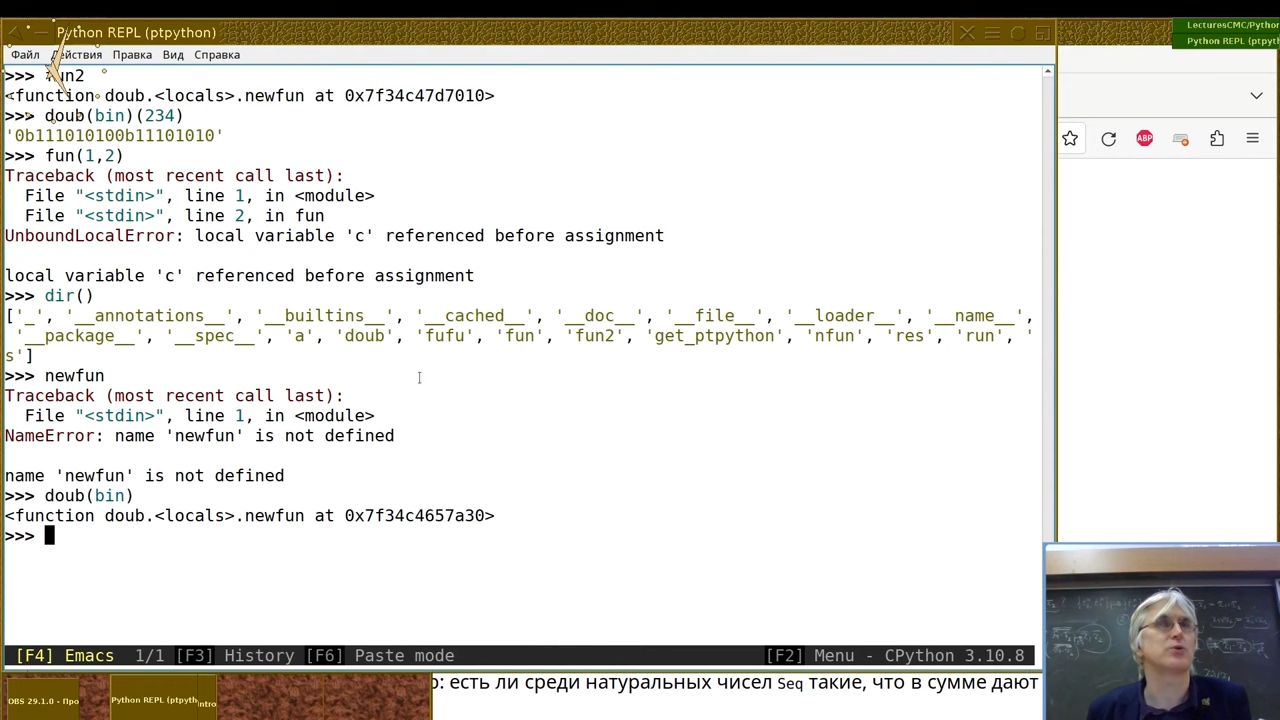 Python REPL (ptpython)
LecturesCMC/Python
Python REPL (ptpyt
Файл Действия Правка Вид Справка
>>> fun2
<function doub.<locals>.newfun at 0x7f34c47d7010>
>>> doub(bin)(234)
'0b111010100b11101010'
>>> fun(1,2)
Traceback (most recent call last):
  File "<stdin>", line 1, in <module>
  File "<stdin>", line 2, in fun
UnboundLocalError: local variable 'c' referenced before assignment
local variable 'c' referenced before assignment
>>> dir()
['_', '__annotations__', '__builtins__', '__cached__', '__doc__', '__file__', '__loader__', '__name__',
 '__package__', '__spec__', 'a', 'doub', 'fufu', 'fun', 'fun2', 'get_ptpython', 'nfun', 'res', 'run', '
s']
>>> newfun
Traceback (most recent call last):
  File "<stdin>", line 1, in <module>
NameError: name 'newfun' is not defined
name 'newfun' is not defined
>>> doub(bin)
<function doub.<locals>.newfun at 0x7f34c4657a30>
>>>
[F4] Emacs 1/1 [F3] History [F6] Paste mode [F2] Menu - CPython 3.10.8
ABP
о: есть ли среди натуральных чисел Seq такие, что в сумме дают
OBS 29.1.0 - Про
Python REPL (ptpyth
intro